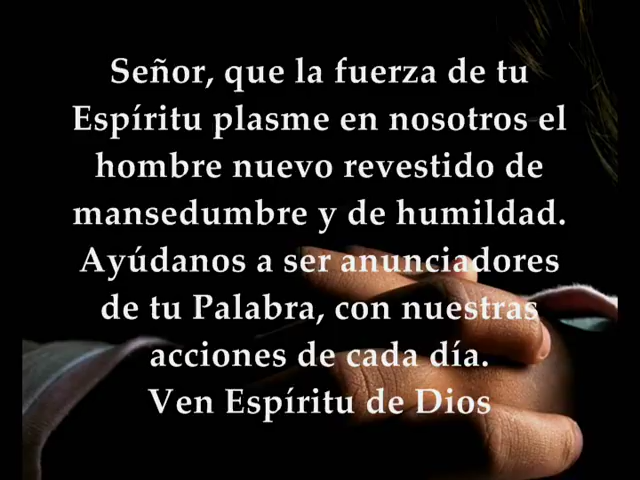 Señor, que la fuerza de tu
Espíritu plasme en nosotros el
hombre nuevo revestido de
mansedumbre y de humildad.
Ayúdanos a ser anunciadores
de tu Palabra, con nuestras
acciones de cada día.
Ven Espíritu de Dios